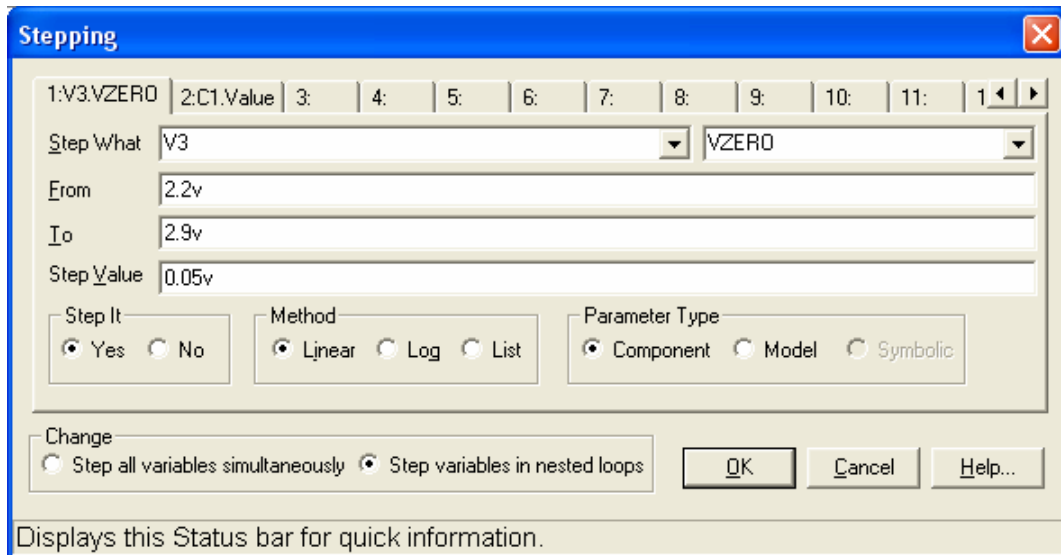 Stepping
1:V3.VZERO 2:C1.Value 3: 4: 5: 6: 7: 8: 9: 10: 11: 1
Step What V3 VZERO
From 2.2v
To 2.9v
Step Value 0.05v
Step It Method Parameter Type
Yes No Linear Log List Component Model Symbolic
Change
Step all variables simultaneously Step variables in nested loops OK Cancel Help...
Displays this Status bar for quick information.